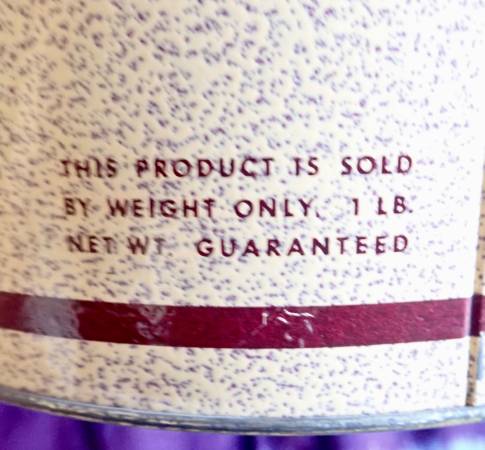 THIS PRODUCT IS SOLD
BY WEIGHT ONLY. 1 LB.
NET WT. GUARANTEED